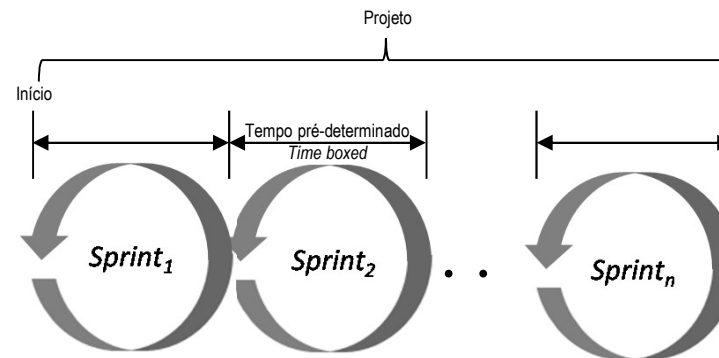 Projeto
Início
Tempo pré-determinado
Time boxed
Sprint1
Sprint2
. .
Sprintn